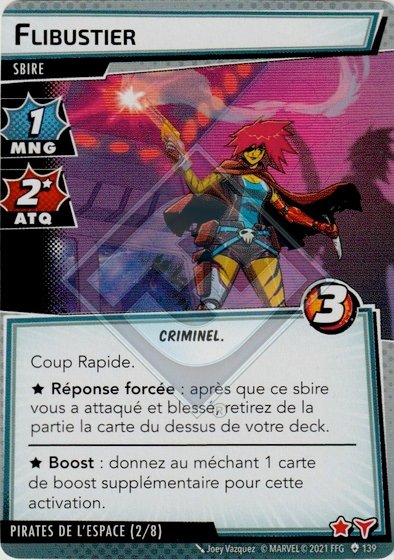 FLIBUSTIER
SBIRE
1
MNG
2*
ATQ
3
CRIMINEL.
Coup Rapide.
★ Réponse forcée : après que ce sbire
vous a attaqué et blessé, retirez de la
partie la carte du dessus de votre deck.
★ Boost : donnez au méchant 1 carte
de boost supplémentaire pour cette
activation.
PIRATES DE L'ESPACE (2/8)
Joey Vazquez © MARVEL © 2021 FFG 139
®